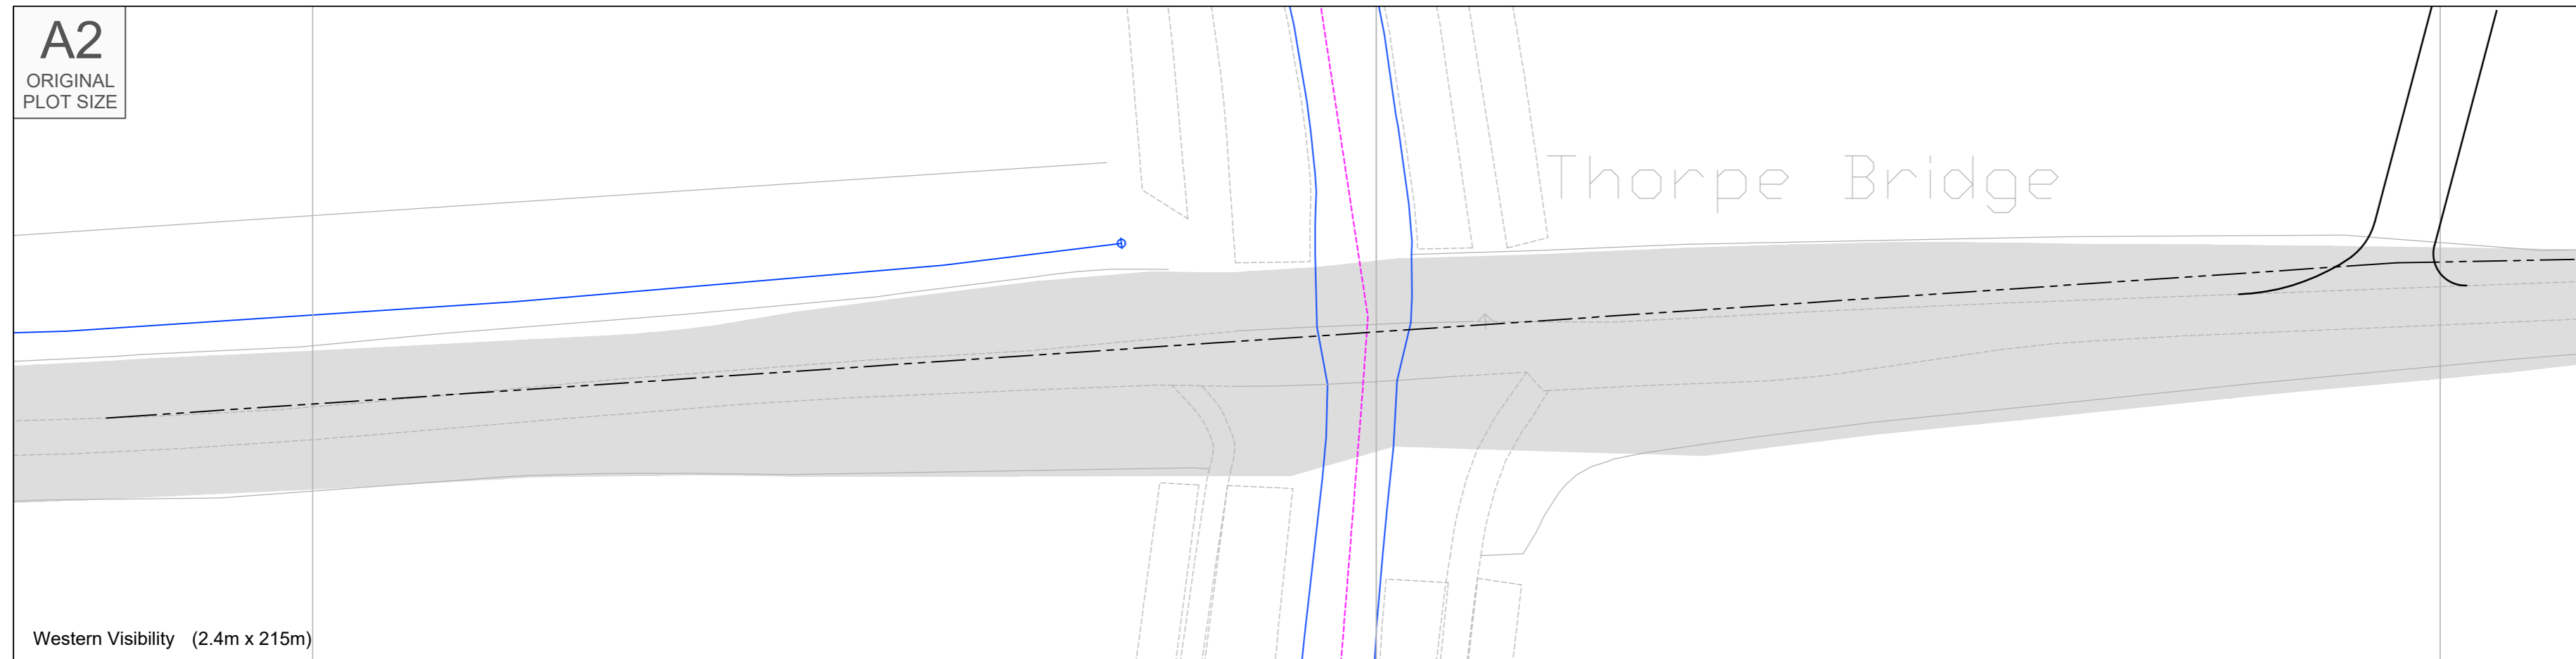 A2
ORIGINAL
PLOT SIZE
Thorpe Bridge
Western Visibility (2.4m x 215m)